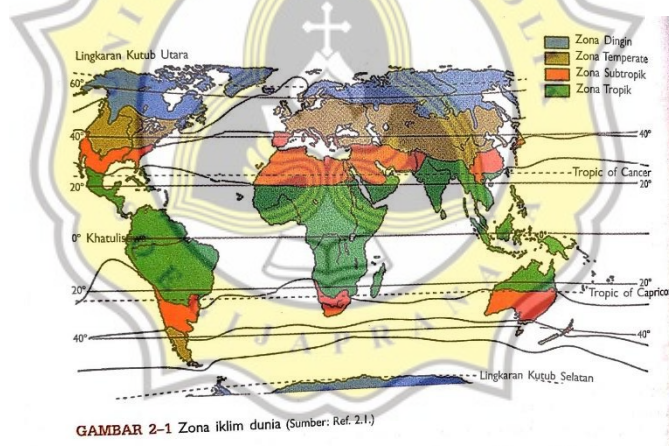 Lingkaran Kutub Utara
Zona Dingin
Zona Temperate
Zona Subtropik
Zona Tropik
60°
40°
40°
20°
Tropic of Cancer
20°
0° Khatulistiwa
20°
20°
Tropic of Caprico
40°
40°
Lingkaran Kutub Selatan
GAMBAR 2–1 Zona iklim dunia (Sumber: Ref. 2.1.)
IJAPRANA